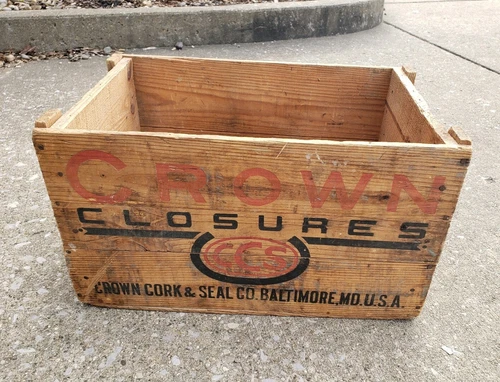 CROWN
CLOSURES
CCS
CROWN CORK & SEAL CO. BALTIMORE, MD. U.S.A.